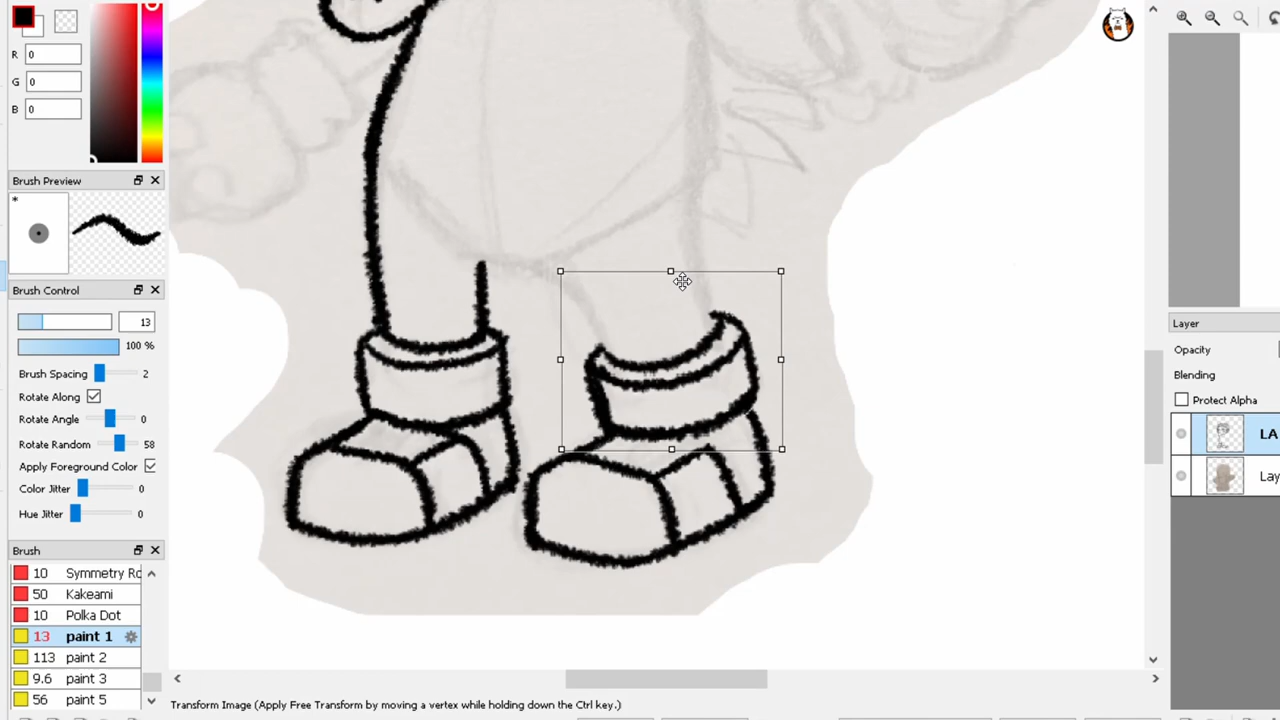 R 0
G 0
B 0
Brush Preview
*
Brush Control
13
100 %
Brush Spacing 2
Rotate Along
Rotate Angle 0
Rotate Random 58
Apply Foreground Color
Color Jitter 0
Hue Jitter 0
Brush
10 Symmetry Ro
50 Kakeami
10 Polka Dot
13 paint 1
113 paint 2
9.6 paint 3
56 paint 5
Transform Image (Apply Free Transform by moving a vertex while holding down the Ctrl key.)
Layer
Opacity
Blending
Protect Alpha
LA
Lay